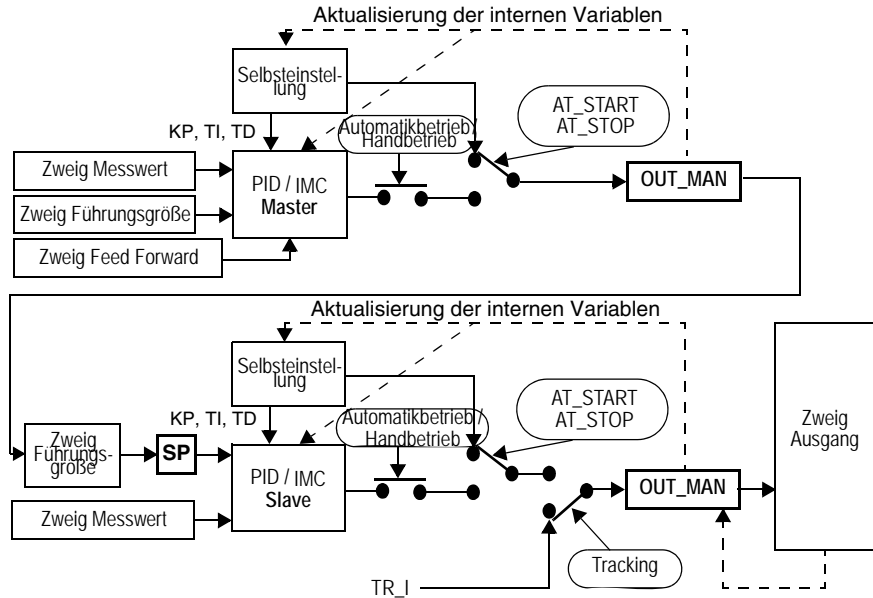 Aktualisierung der internen Variablen
Selbsteinstel-
lung
KP, TI, TD
Automatikbetrieb/
Handbetrieb
AT_START
AT_STOP
Zweig Messwert
PID / IMC
Master
OUT_MAN
Zweig Führungsgröße
Zweig Feed Forward
Aktualisierung der internen Variablen
Selbsteinstel-
lung
KP, TI, TD
Automatikbetrieb/
Handbetrieb
AT_START
AT_STOP
Zweig
Ausgang
Zweig
Führungs-
größe
SP
PID / IMC
Slave
OUT_MAN
Zweig Messwert
Tracking
TR_I